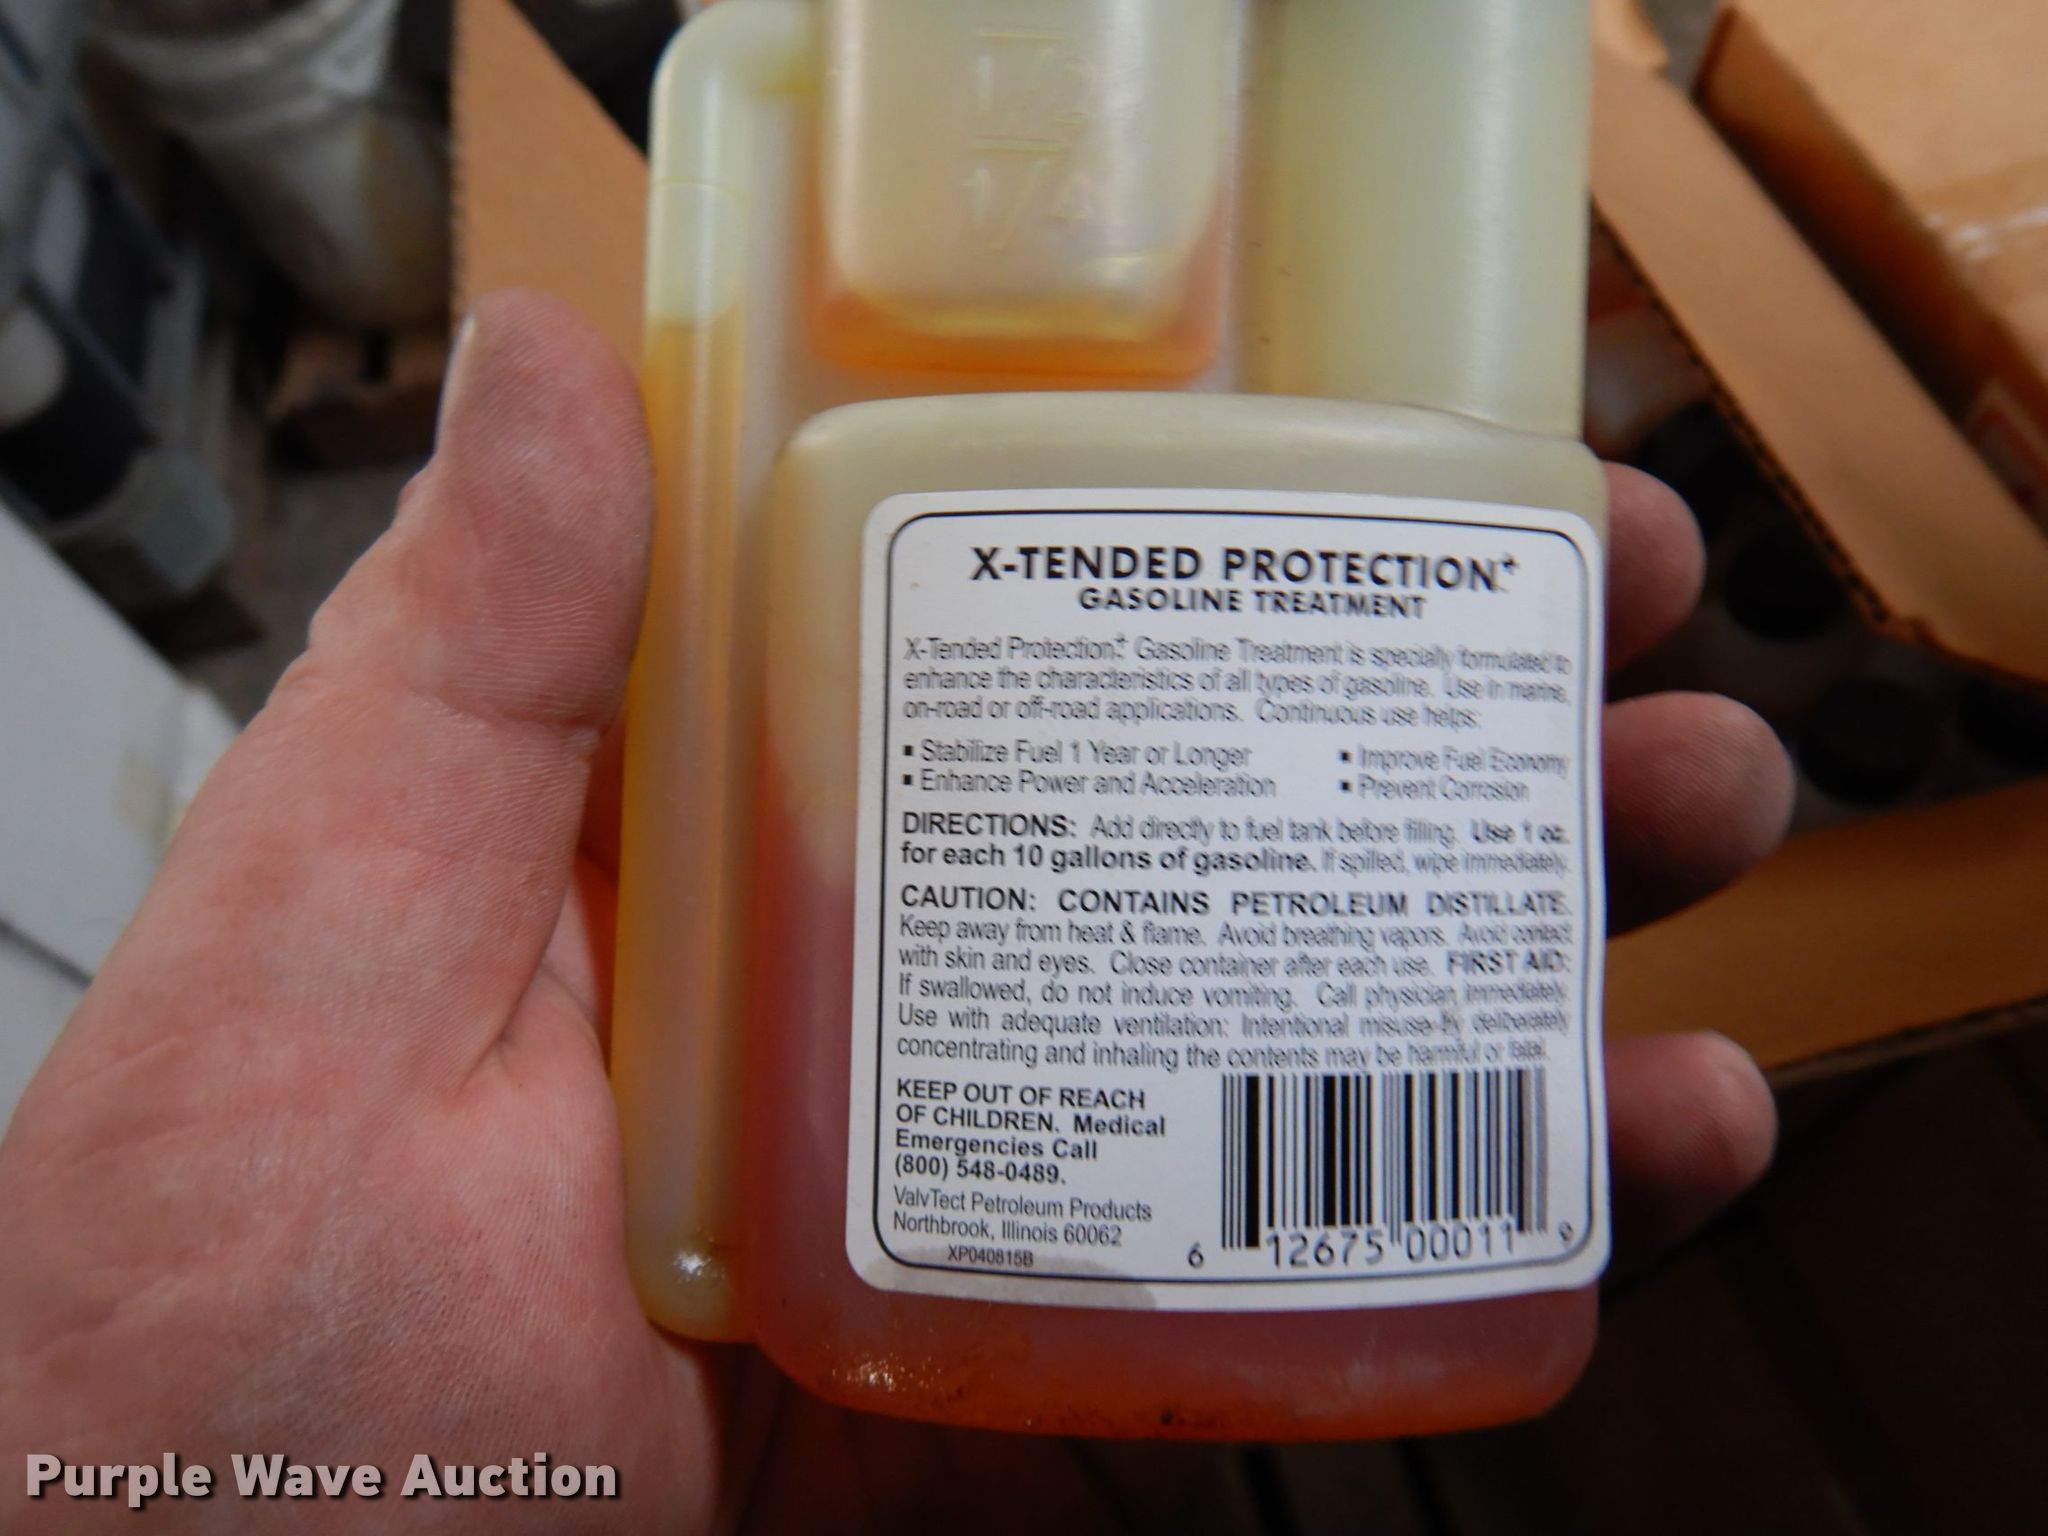 1/2
1/4
X-TENDED PROTECTION+
GASOLINE TREATMENT
X-Tended Protection+ Gasoline Treatment is specially formulated to
enhance the characteristics of all types of gasoline. Use in marine,
on-road or off-road applications. Continuous use helps:
▪ Stabilize Fuel 1 Year or Longer ▪ Improve Fuel Economy
▪ Enhance Power and Acceleration ▪ Prevent Corrosion
DIRECTIONS: Add directly to fuel tank before filling. Use 1 oz.
for each 10 gallons of gasoline. If spilled, wipe immediately.
CAUTION: CONTAINS PETROLEUM DISTILLATE.
Keep away from heat & flame. Avoid breathing vapors. Avoid contact
with skin and eyes. Close container after each use. FIRST AID:
If swallowed, do not induce vomiting. Call physician immediately.
Use with adequate ventilation: Intentional misuse by deliberately
concentrating and inhaling the contents may be harmful or fatal.
KEEP OUT OF REACH
OF CHILDREN. Medical
Emergencies Call
(800) 548-0489.
ValvTect Petroleum Products
Northbrook, Illinois 60062
XP040815B
6 12675 00011 9
Purple Wave Auction